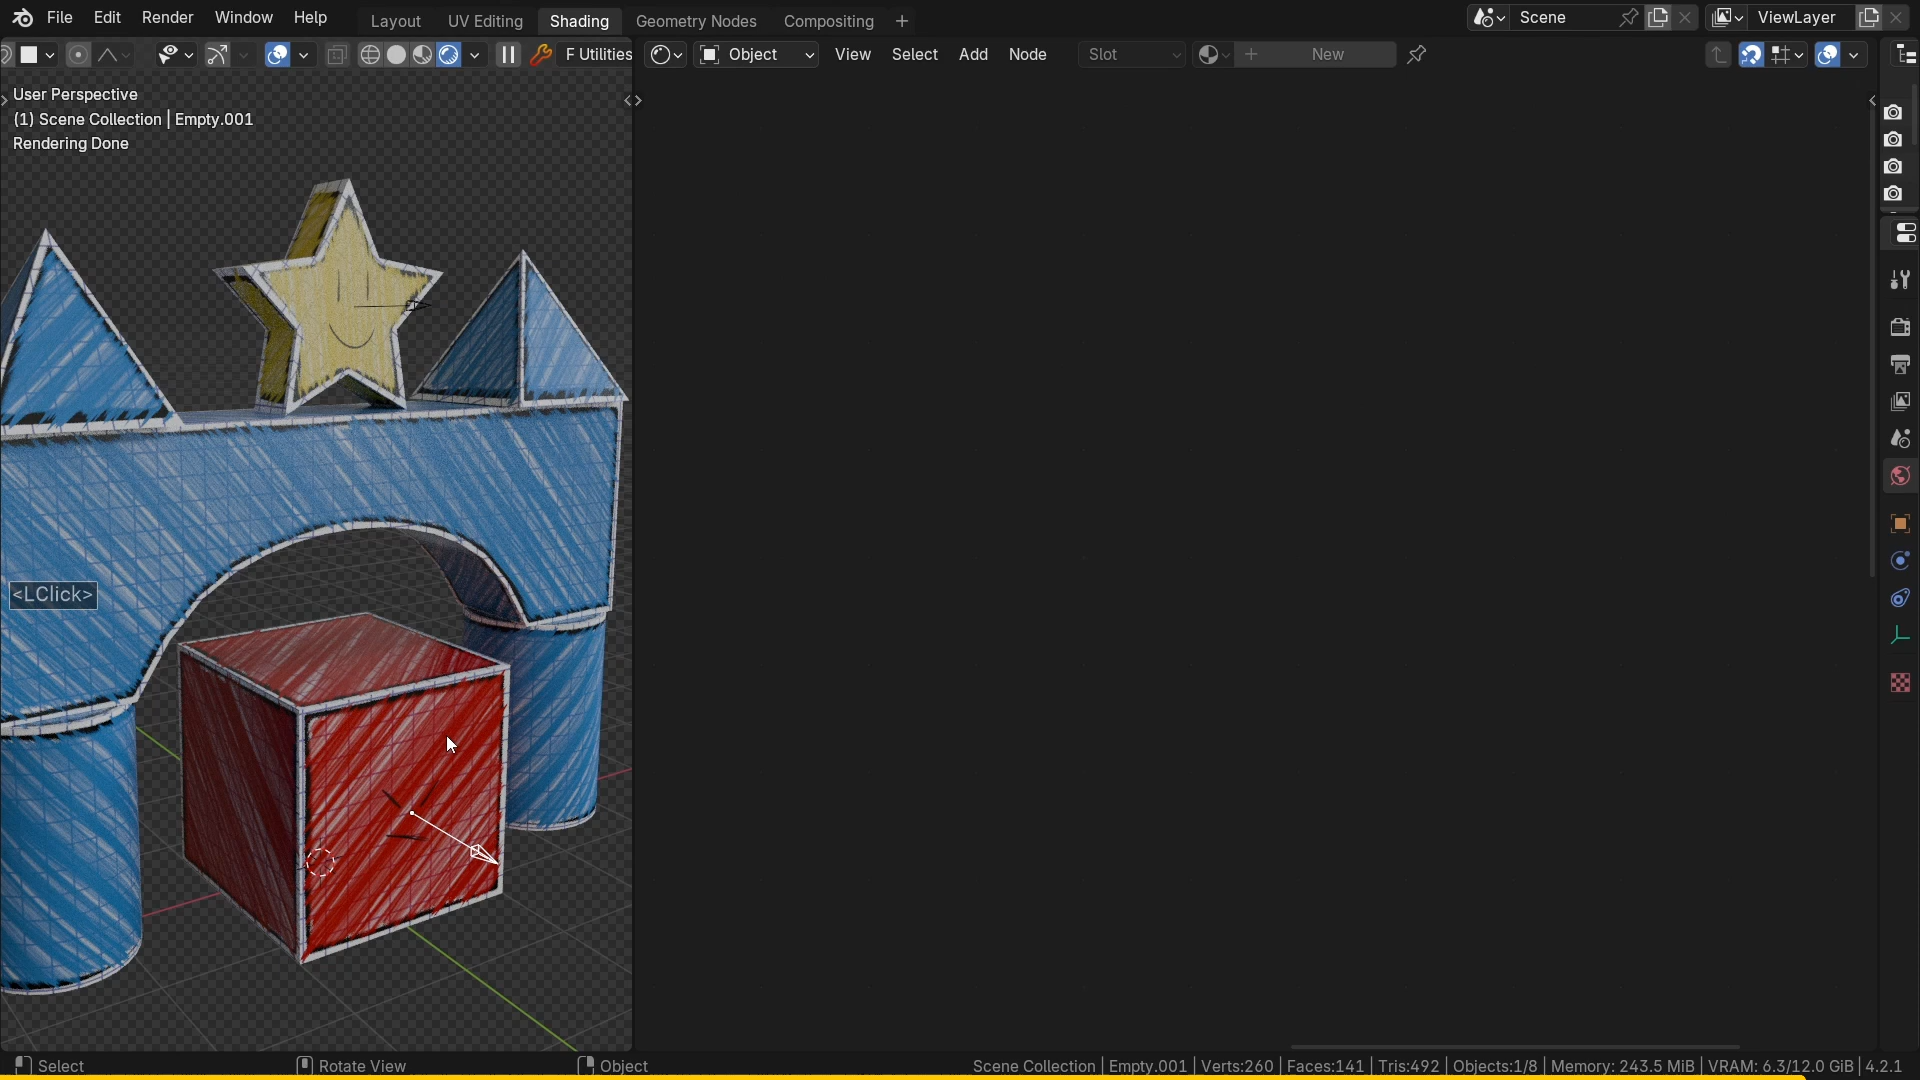 File Edit Render Window Help Layout UV Editing Shading Geometry Nodes Compositing + Scene ViewLayer
F Utilities Object View Select Add Node Slot New
User Perspective
(1) Scene Collection | Empty.001
Rendering Done
<LClick>
Select Rotate View Object Scene Collection | Empty.001 | Verts:260 | Faces:141 | Tris:492 | Objects:1/8 | Memory: 243.5 MiB | VRAM: 6.3/12.0 GiB | 4.2.1